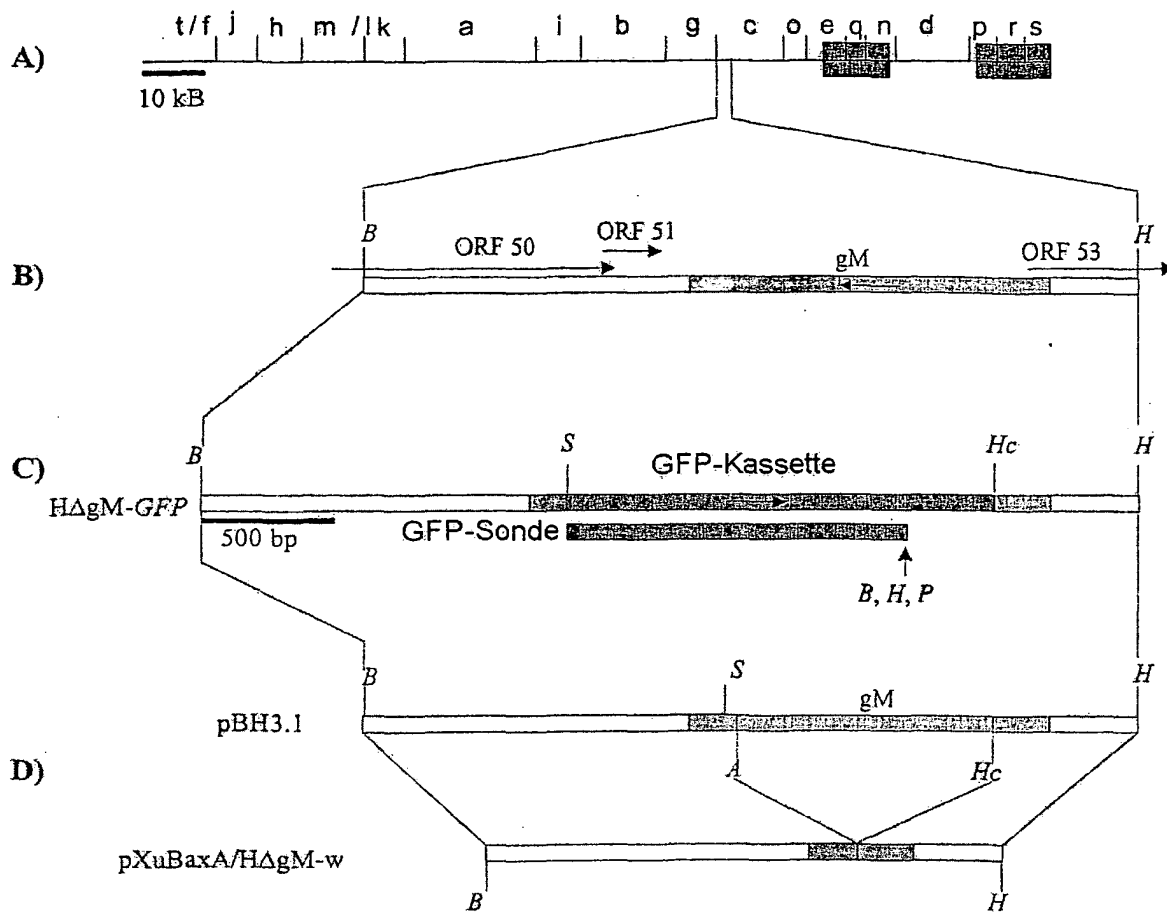 t/f j h m /lk a i b g c o e q n d p r s
A)
10 kB
B H
ORF 50 ORF 51 gM ORF 53
B)
B S Hc H
C) GFP-Kassette
HΔgM-GFP
500 bp GFP-Sonde
B, H, P
B S H
pBH3.1 gM
D) A Hc
pXuBaxA/HΔgM-w
B H